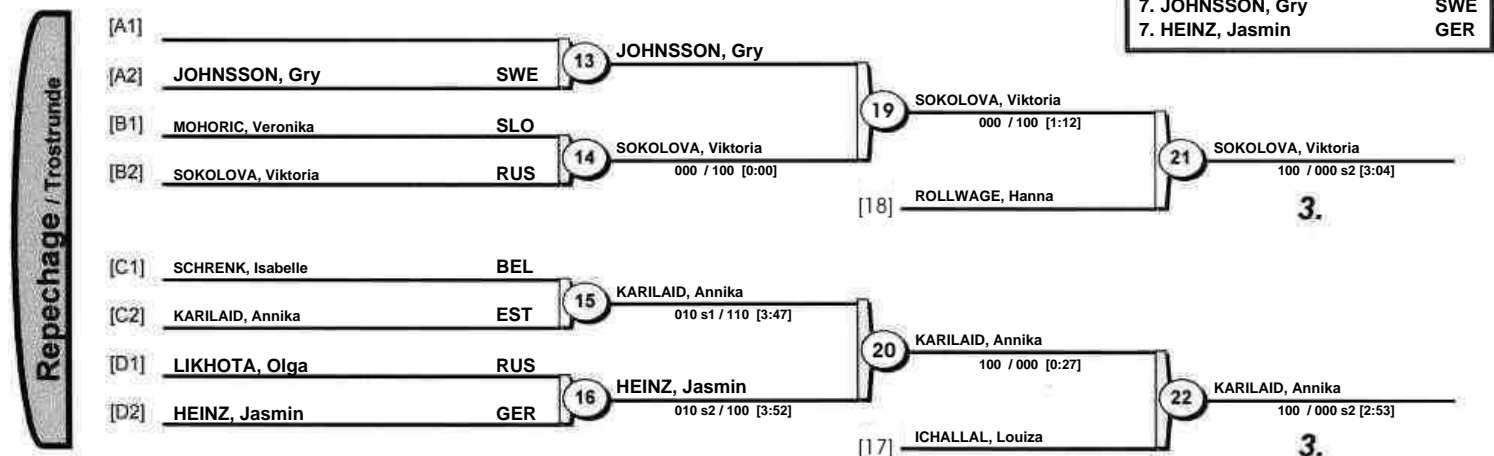 7. JOHNSSON, Gry SWE
7. HEINZ, Jasmin GER
Repechage / Trostrunde
[A1]
[A2] JOHNSSON, Gry SWE
13 JOHNSSON, Gry
[B1] MOHORIC, Veronika SLO
[B2] SOKOLOVA, Viktoria RUS
14 SOKOLOVA, Viktoria
000 / 100 [0:00]
19 SOKOLOVA, Viktoria
000 / 100 [1:12]
[18] ROLLWAGE, Hanna
21 SOKOLOVA, Viktoria
100 / 000 s2 [3:04]
3.
[C1] SCHRENK, Isabelle BEL
[C2] KARILAID, Annika EST
15 KARILAID, Annika
010 s1 / 110 [3:47]
[D1] LIKHOTA, Olga RUS
[D2] HEINZ, Jasmin GER
16 HEINZ, Jasmin
010 s2 / 100 [3:52]
20 KARILAID, Annika
100 / 000 [0:27]
[17] ICHALLAL, Louiza
22 KARILAID, Annika
100 / 000 s2 [2:53]
3.